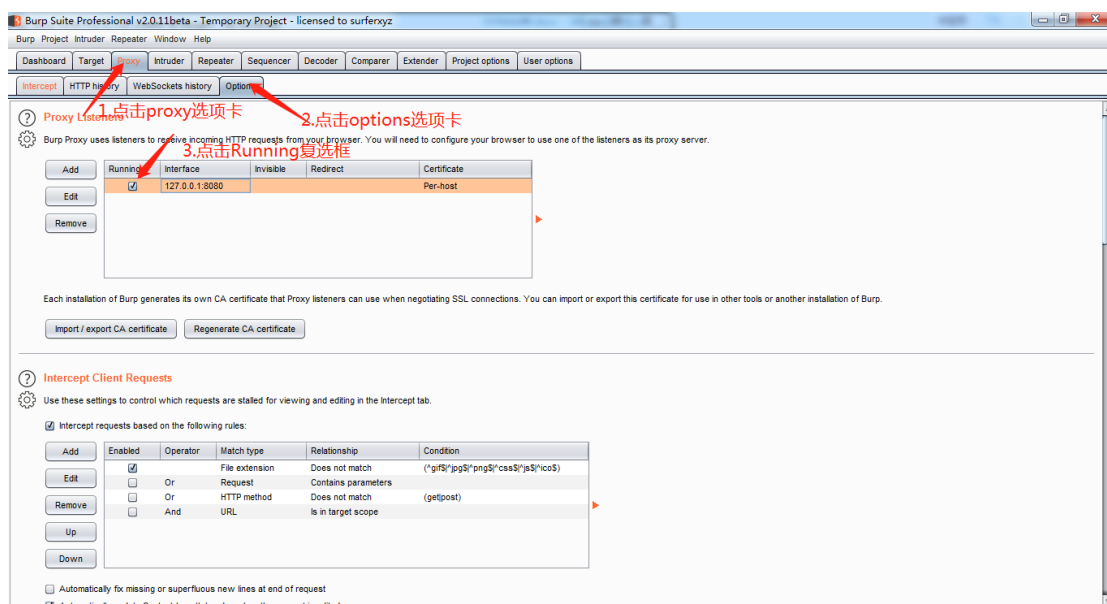 Burp Suite Professional v2.0.11beta - Temporary Project - licensed to surferxyz
Burp Project Intruder Repeater Window Help
Dashboard Target Proxy Intruder Repeater Sequencer Decoder Comparer Extender Project options User options
Intercept HTTP history WebSockets history Options
1.点击proxy选项卡
2.点击options选项卡
Proxy Listeners
Burp Proxy uses listeners to receive incoming HTTP requests from your browser. You will need to configure your browser to use one of the listeners as its proxy server.
3.点击Running复选框
Add Running Interface Invisible Redirect Certificate
127.0.0.1:8080 Per-host
Edit
Remove
Each installation of Burp generates its own CA certificate that Proxy listeners can use when negotiating SSL connections. You can import or export this certificate for use in other tools or another installation of Burp.
Import / export CA certificate Regenerate CA certificate
Intercept Client Requests
Use these settings to control which requests are stalled for viewing and editing in the Intercept tab.
Intercept requests based on the following rules:
Add Enabled Operator Match type Relationship Condition
File extension Does not match (^gif$|^jpg$|^png$|^css$|^js$|^ico$)
Edit
Or Request Contains parameters
Or HTTP method Does not match (get|post)
Remove
And URL Is in target scope
Up
Down
Automatically fix missing or superfluous new lines at end of request